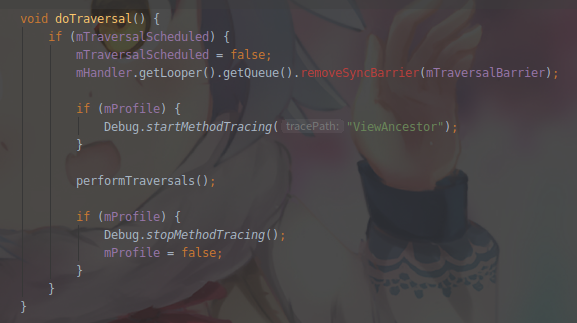 void doTraversal() {
if (mTraversalScheduled) {
mTraversalScheduled = false;
mHandler.getLooper().getQueue().removeSyncBarrier(mTraversalBarrier);
if (mProfile) {
Debug.startMethodTracing( tracePath: "ViewAncestor");
}
performTraversals();
if (mProfile) {
Debug.stopMethodTracing();
mProfile = false;
}
}
}